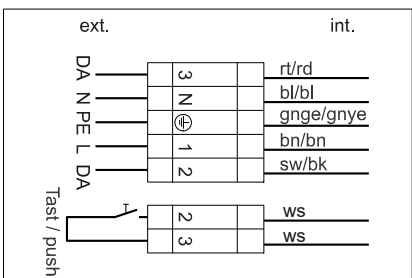 ext. int.
DA 3 rt/rd
N N bl/bl
PE gnge/gnye
L 1 bn/bn
DA 2 sw/bk
Tast / push
2 ws
3 ws